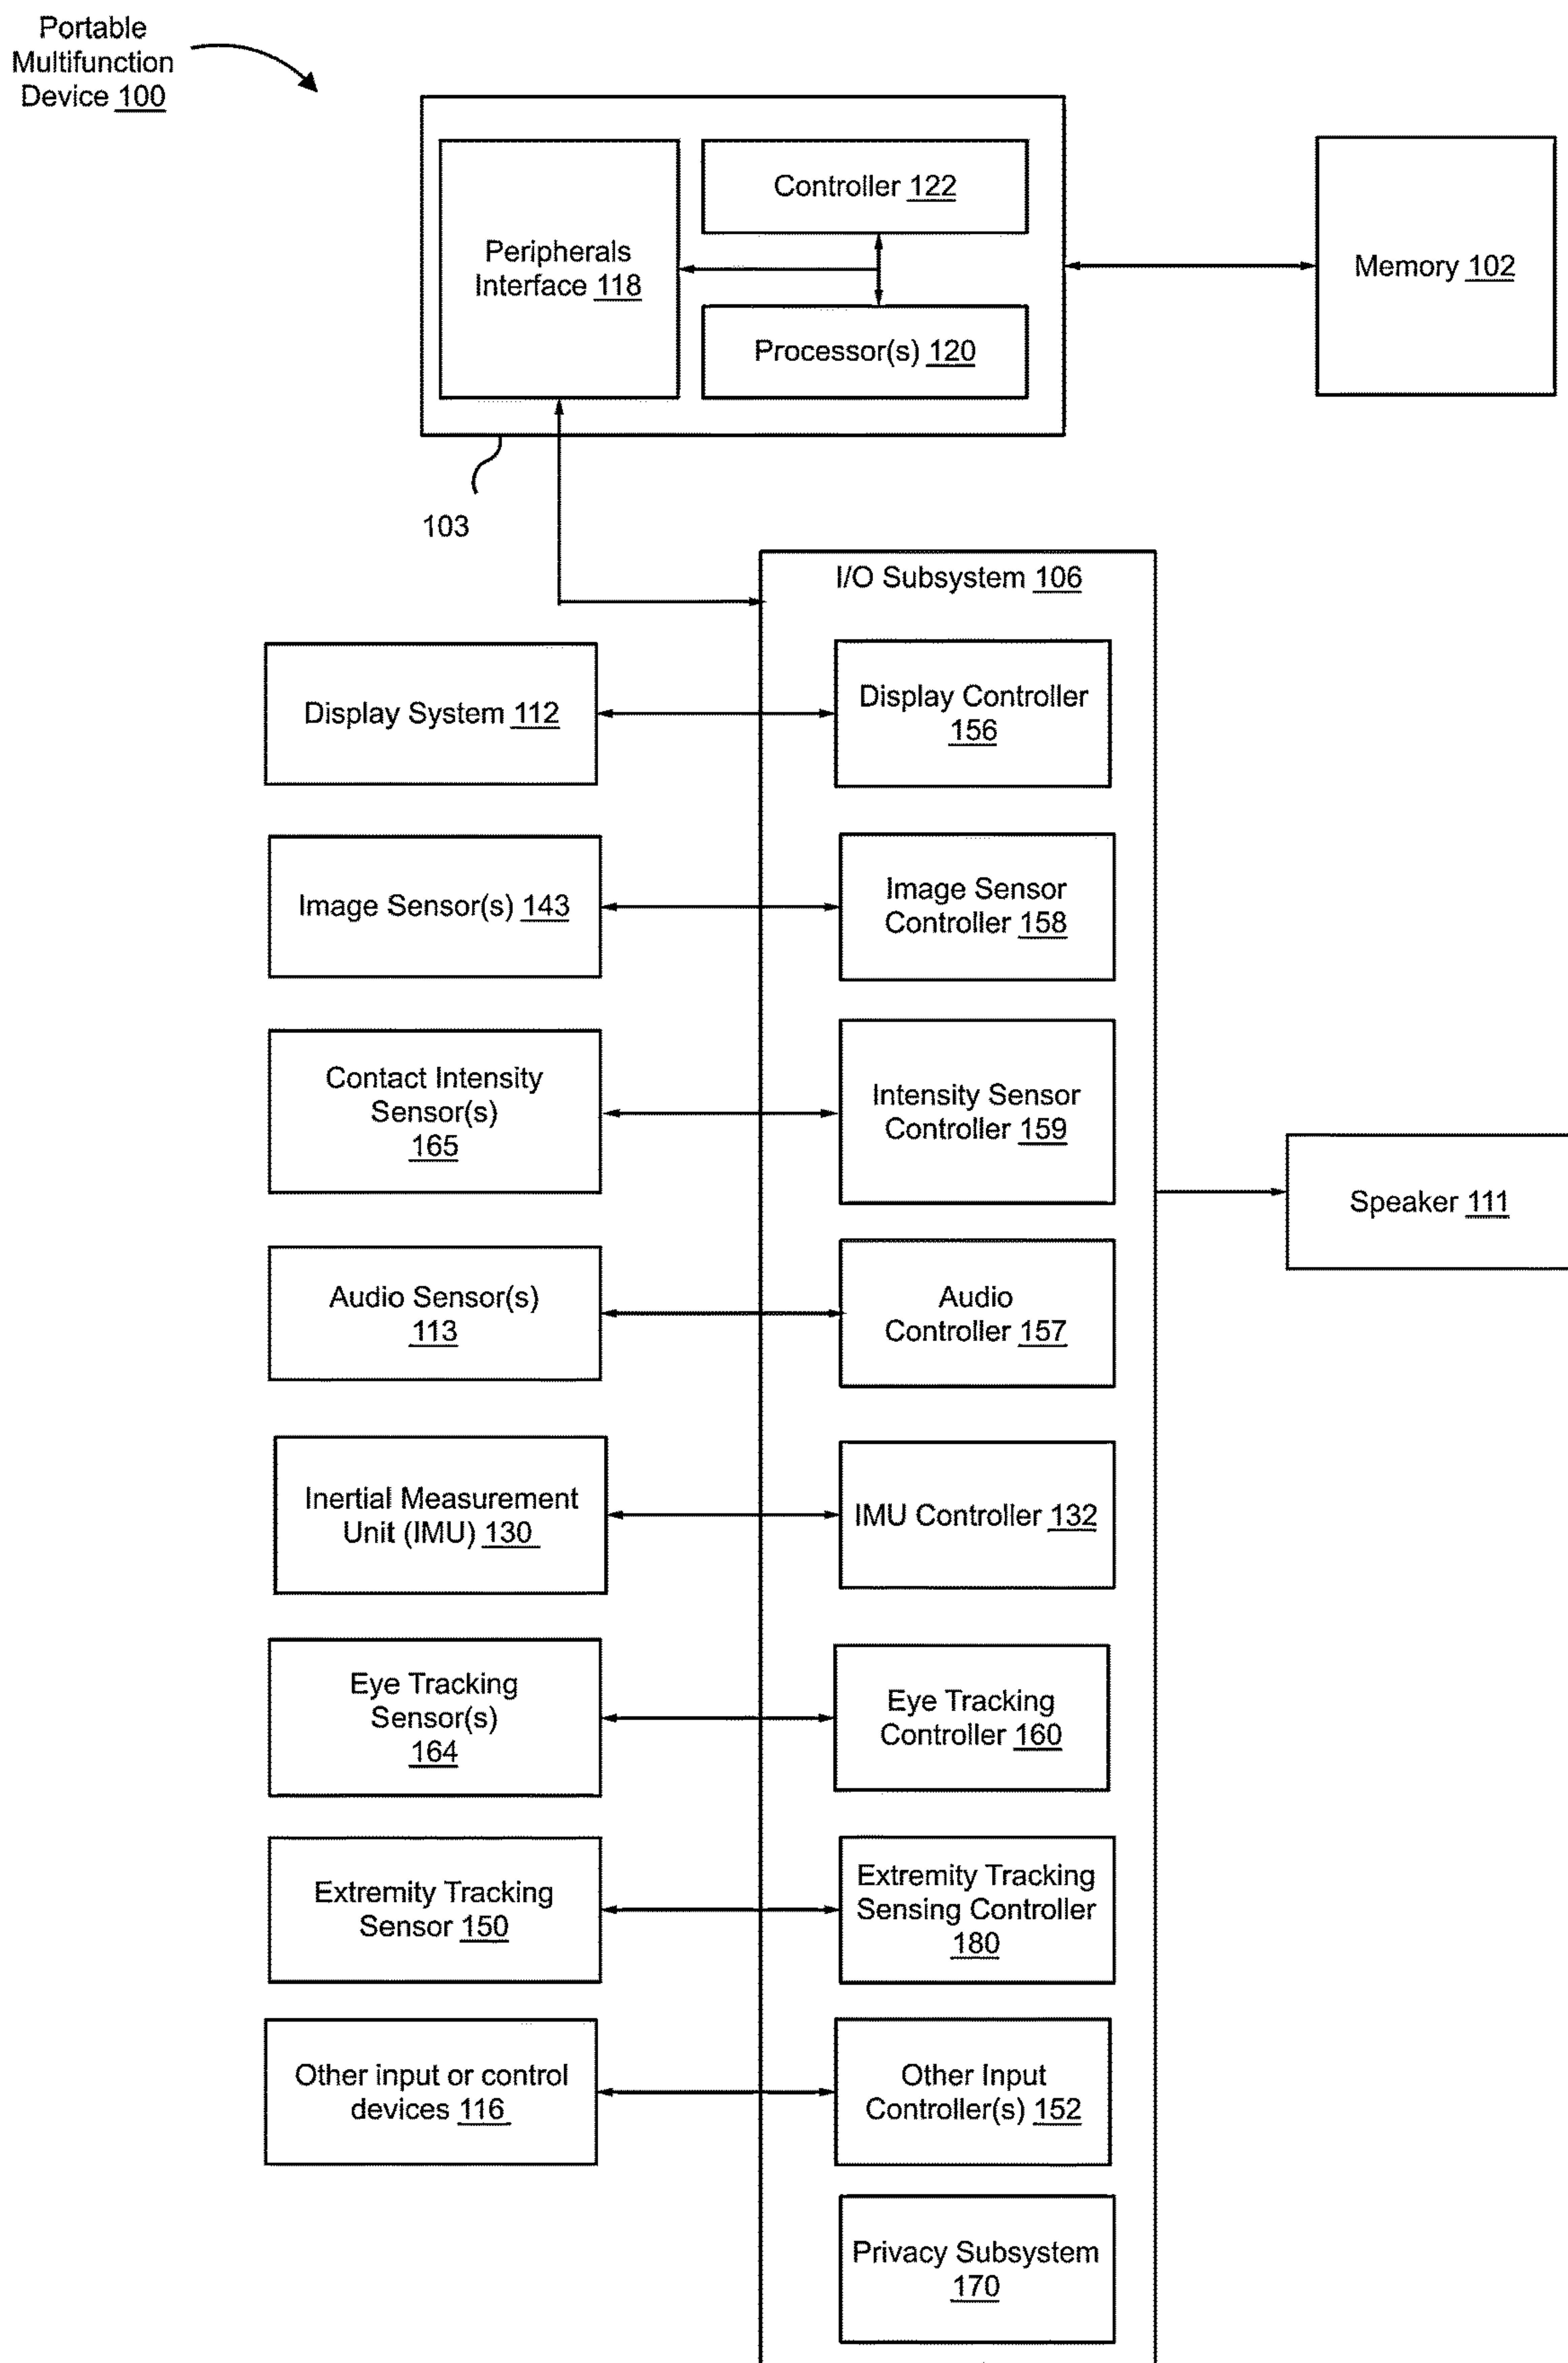 Portable
Multifunction
Device 100
Controller 122
Peripherals
Interface 118
Memory 102
Processor(s) 120
103
I/O Subsystem 106
Display System 112
Display Controller
156
Image Sensor(s) 143
Image Sensor
Controller 158
Contact Intensity
Sensor(s)
165
Intensity Sensor
Controller 159
Speaker 111
Audio Sensor(s)
113
Audio
Controller 157
Inertial Measurement
Unit (IMU) 130
IMU Controller 132
Eye Tracking
Sensor(s)
164
Eye Tracking
Controller 160
Extremity Tracking
Sensor 150
Extremity Tracking
Sensing Controller
180
Other input or control
devices 116
Other Input
Controller(s) 152
Privacy Subsystem
170